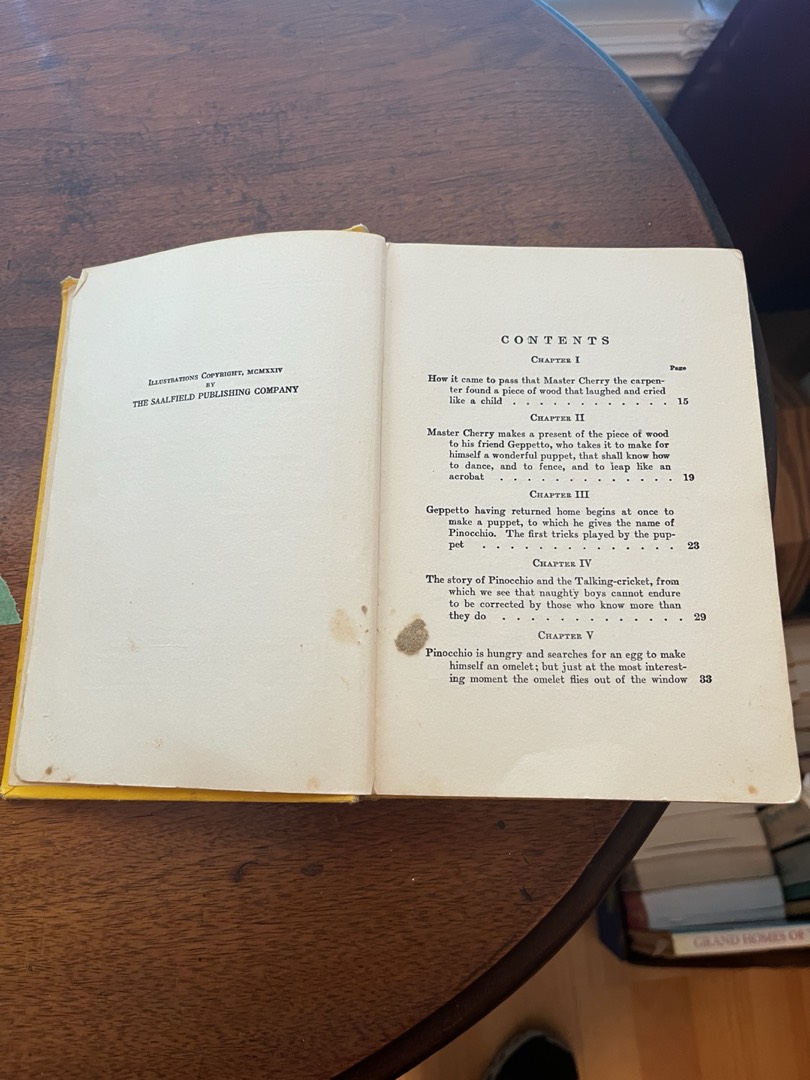 ILLUSTRATIONS COPYRIGHT, MCMXXIV
BY
THE SAALFIELD PUBLISHING COMPANY
CONTENTS
CHAPTER I
Page
How it came to pass that Master Cherry the carpen-
ter found a piece of wood that laughed and cried
like a child . . . . . . . . . . . . 15
CHAPTER II
Master Cherry makes a present of the piece of wood
to his friend Geppetto, who takes it to make for
himself a wonderful puppet, that shall know how
to dance, and to fence, and to leap like an
acrobat . . . . . . . . . . . . . 19
CHAPTER III
Geppetto having returned home begins at once to
make a puppet, to which he gives the name of
Pinocchio. The first tricks played by the pup-
pet . . . . . . . . . . . . . . 23
CHAPTER IV
The story of Pinocchio and the Talking-cricket, from
which we see that naughty boys cannot endure
to be corrected by those who know more than
they do . . . . . . . . . . . . . 29
CHAPTER V
Pinocchio is hungry and searches for an egg to make
himself an omelet; but just at the most interest-
ing moment the omelet flies out of the window 33
GRAND HOMES OF